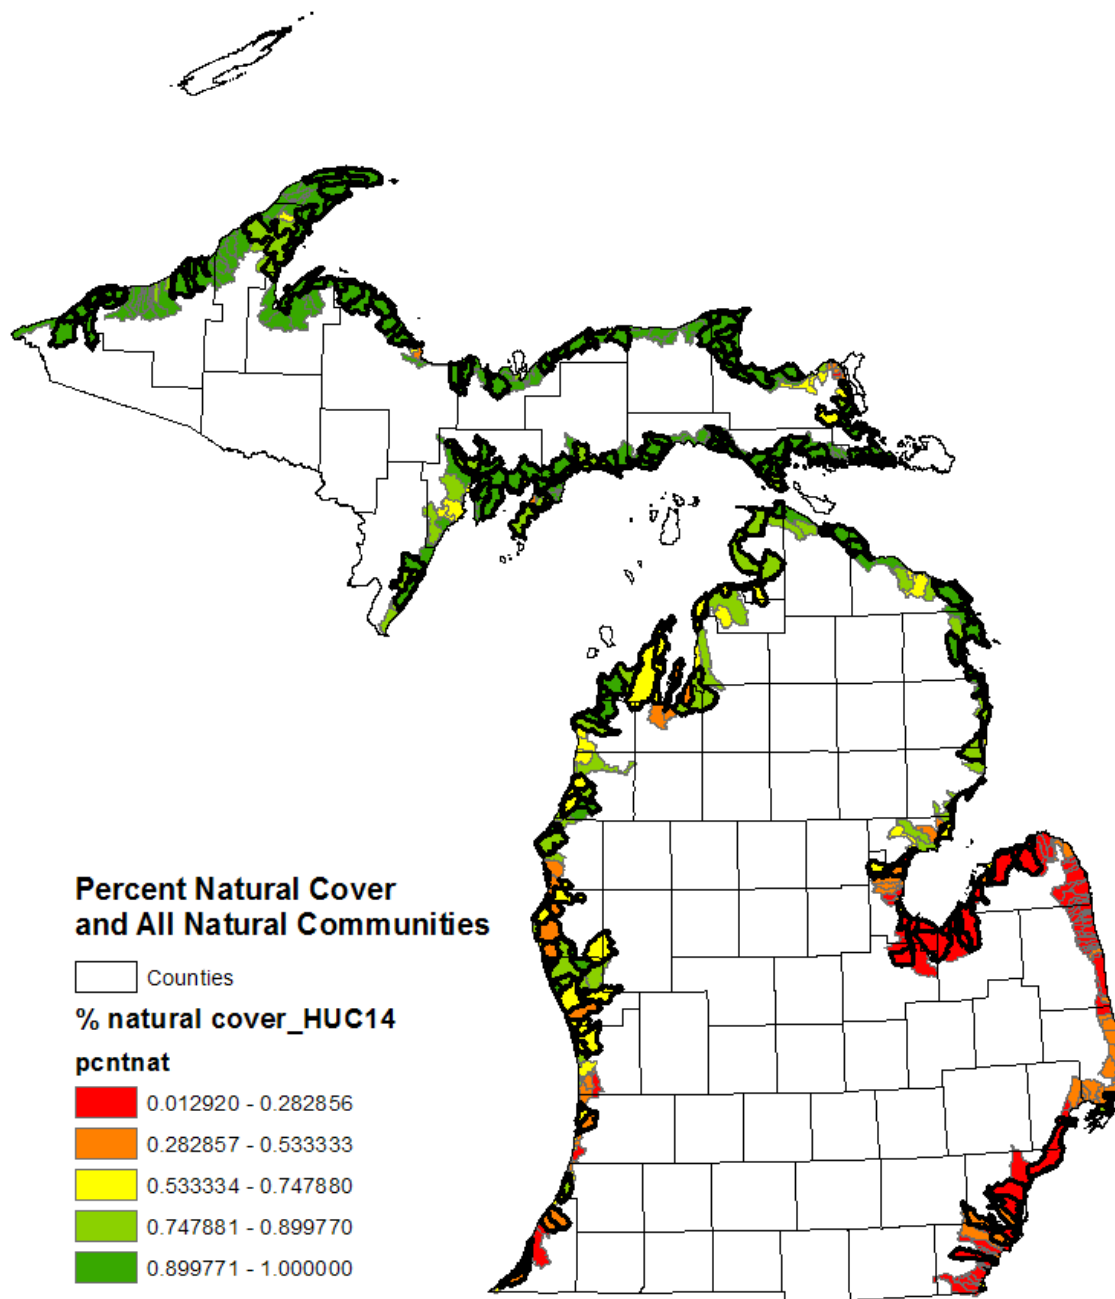 Percent Natural Cover
and All Natural Communities
Counties
% natural cover_HUC14
pcntnat
0.012920 - 0.282856
0.282857 - 0.533333
0.533334 - 0.747880
0.747881 - 0.899770
0.899771 - 1.000000